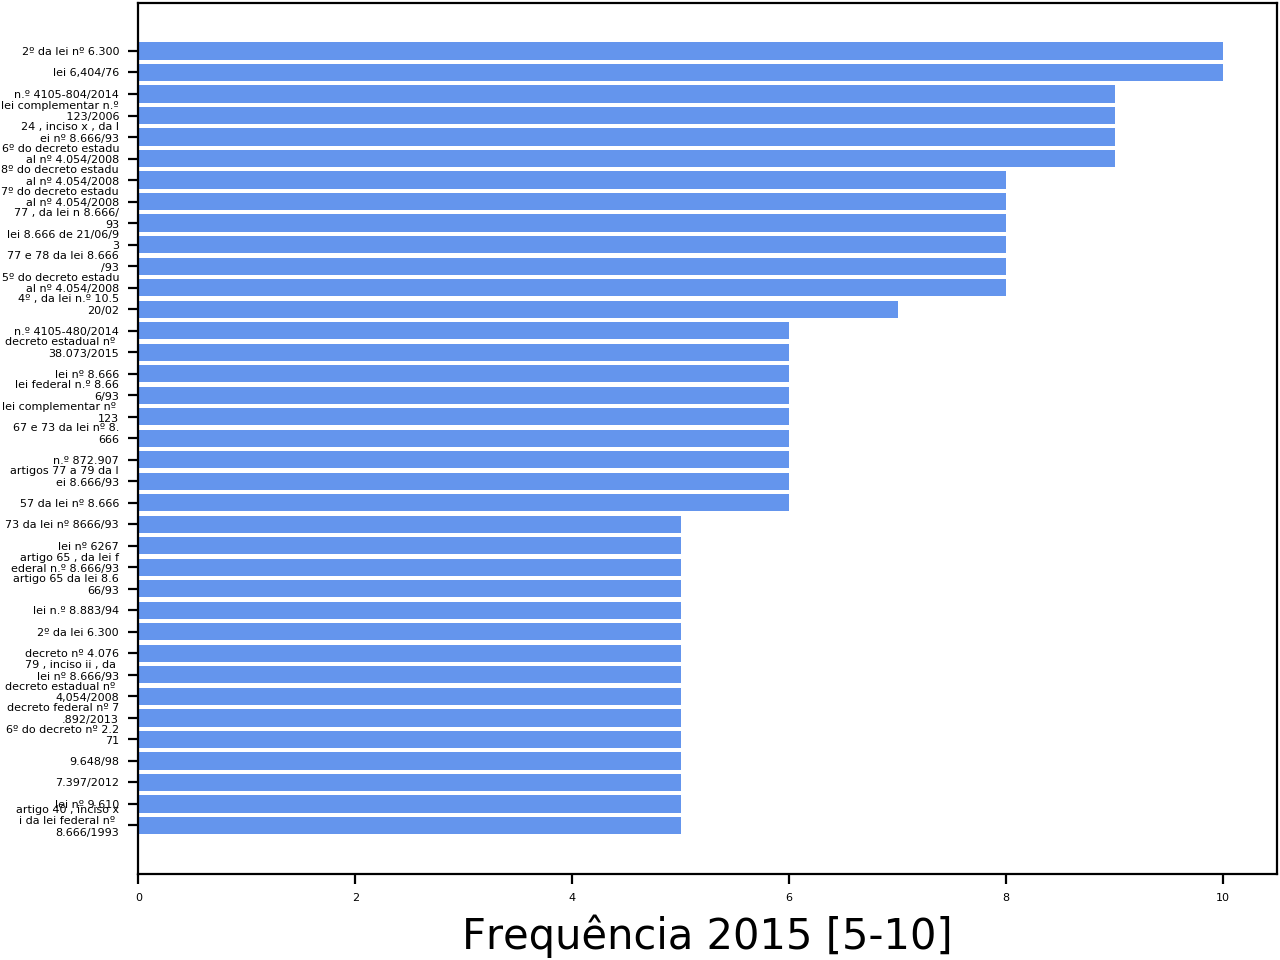 2º da lei nº 6.300
lei 6,404/76
n.º 4105-804/2014
lei complementar n.º
123/2006
24 , inciso x , da l
ei nº 8.666/93
6º do decreto estadu
al nº 4.054/2008
8º do decreto estadu
al nº 4.054/2008
7º do decreto estadu
al nº 4.054/2008
77 , da lei n 8.666/
93
lei 8.666 de 21/06/9
3
77 e 78 da lei 8.666
/93
5º do decreto estadu
al nº 4.054/2008
4º , da lei n.º 10.5
20/02
n.º 4105-480/2014
decreto estadual nº
38.073/2015
lei nº 8.666
lei federal n.º 8.66
6/93
lei complementar nº
123
67 e 73 da lei nº 8.
666
n.º 872.907
artigos 77 a 79 da l
ei 8.666/93
57 da lei nº 8.666
73 da lei nº 8666/93
lei nº 6267
artigo 65 , da lei f
ederal n.º 8.666/93
artigo 65 da lei 8.6
66/93
lei n.º 8.883/94
2º da lei 6.300
decreto nº 4.076
79 , inciso ii , da
lei nº 8.666/93
decreto estadual nº
4,054/2008
decreto federal nº 7
.892/2013
6º do decreto nº 2.2
71
9.648/98
7.397/2012
lei nº 9.610
artigo 40 , inciso x
i da lei federal nº
8.666/1993
0 2 4 6 8 10
Frequência 2015 [5-10]